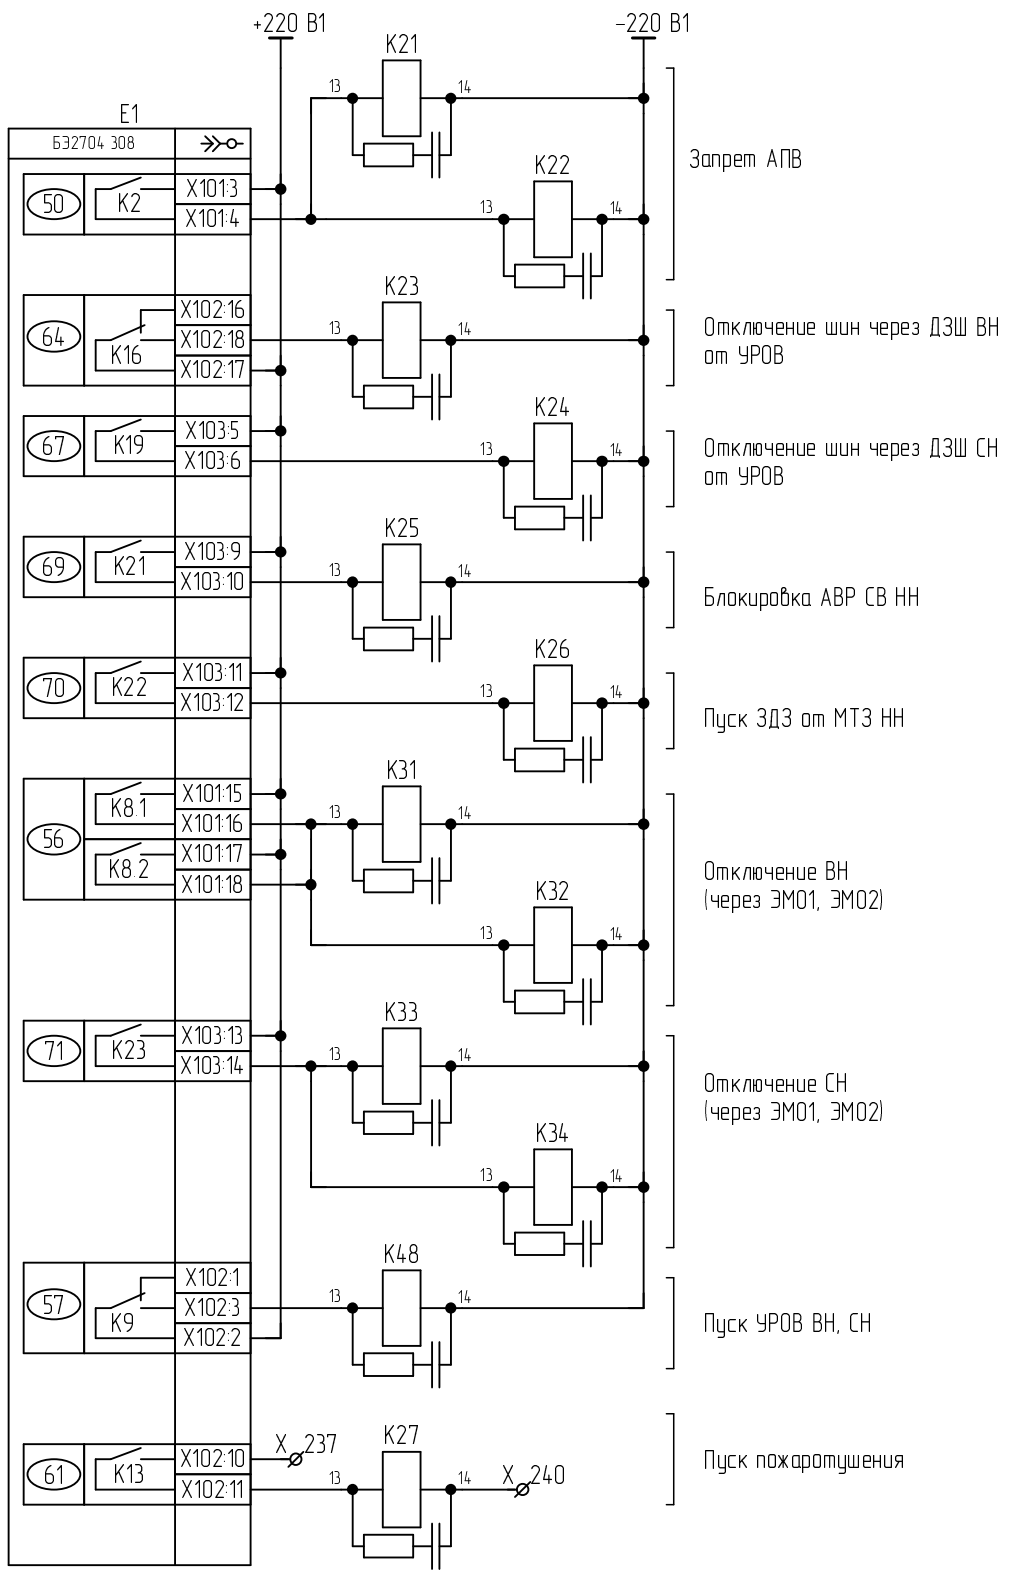 +220 В1
−220 В1
К21
13
14
Е1
БЭ2704 308
Запрет АПВ
50
К2
Х101:3
Х101:4
К22
13
14
К23
13
14
64
К16
Х102:16
Х102:18
Х102:17
Отключение шин через ДЗШ ВН
от УРОВ
К24
13
14
67
К19
Х103:5
Х103:6
Отключение шин через ДЗШ СН
от УРОВ
К25
13
14
69
К21
Х103:9
Х103:10
Блокировка АВР СВ НН
К26
13
14
70
К22
Х103:11
Х103:12
Пуск ЗДЗ от МТЗ НН
К31
13
14
56
К8.1
К8.2
Х101:15
Х101:16
Х101:17
Х101:18
Отключение ВН
(через ЭМО1, ЭМО2)
К32
13
14
К33
13
14
71
К23
Х103:13
Х103:14
Отключение СН
(через ЭМО1, ЭМО2)
К34
13
14
К48
13
14
57
К9
Х102:1
Х102:3
Х102:2
Пуск УРОВ ВН, СН
Х 237
К27
13
14
Х 240
61
К13
Х102:10
Х102:11
Пуск пожаротушения